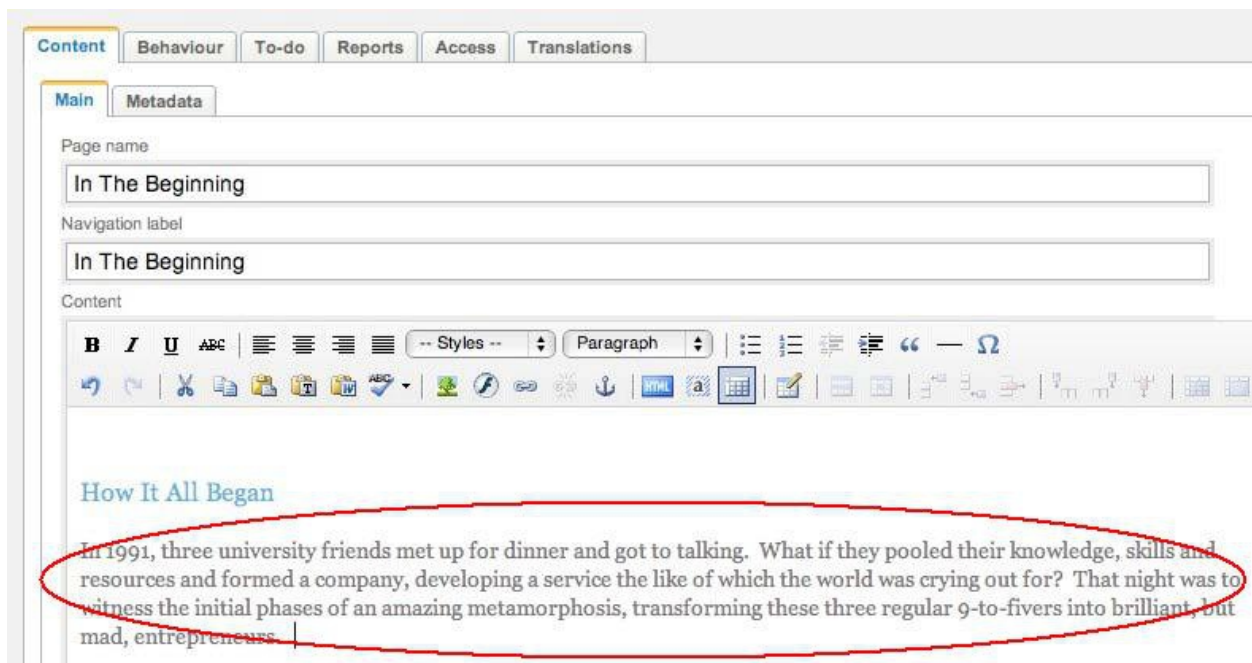 Content Behaviour To-do Reports Access Translations
Main Metadata
Page name
In The Beginning
Navigation label
In The Beginning
Content
B I U ABC -- Styles -- Paragraph “ — Ω
T W ABC HTML a
How It All Began
In 1991, three university friends met up for dinner and got to talking.  What if they pooled their knowledge, skills and
resources and formed a company, developing a service the like of which the world was crying out for?  That night was to
witness the initial phases of an amazing metamorphosis, transforming these three regular 9-to-fivers into brilliant, but
mad, entrepreneurs.